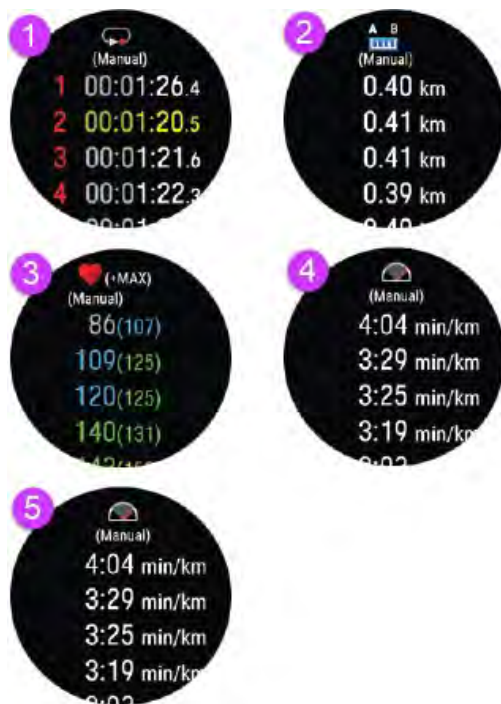 1
(Manual)
1 00:01:26.4
2 00:01:20.5
3 00:01:21.6
4 00:01:22.3
2
A B
(Manual)
0.40 km
0.41 km
0.41 km
0.39 km
3
(+MAX)
(Manual)
86(107)
109(125)
120(125)
140(131)
4
(Manual)
4:04 min/km
3:29 min/km
3:25 min/km
3:19 min/km
5
(Manual)
4:04 min/km
3:29 min/km
3:25 min/km
3:19 min/km